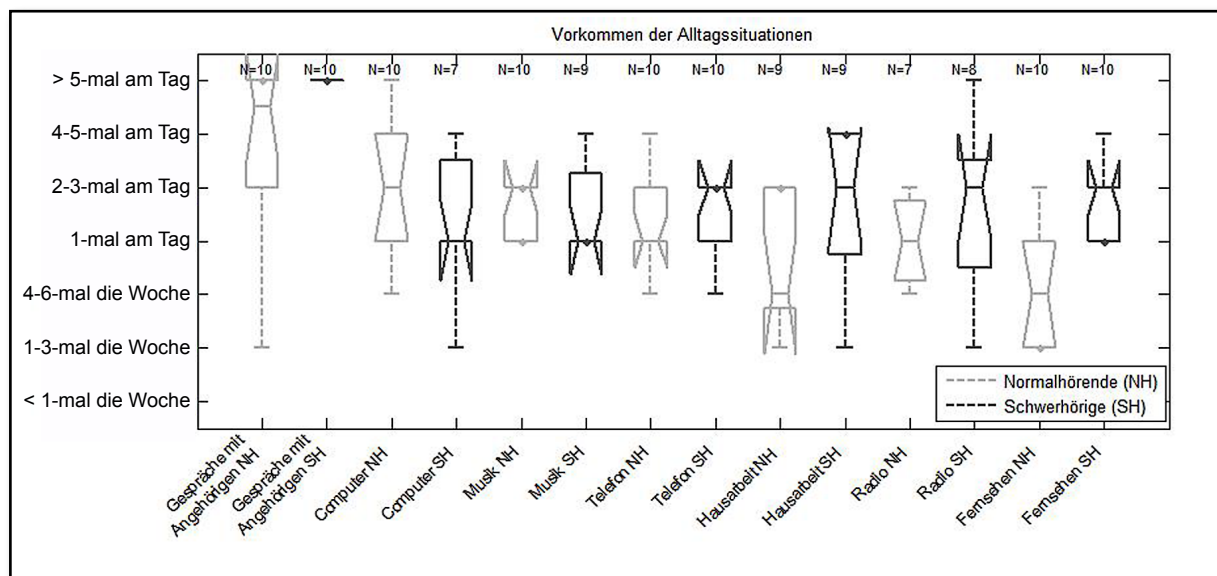 Vorkommen der Alltagssituationen
N=10 N=10 N=10 N=7 N=10 N=9 N=10 N=10 N=9 N=9 N=7 N=8 N=10 N=10
> 5-mal am Tag
4-5-mal am Tag
2-3-mal am Tag
1-mal am Tag
4-6-mal die Woche
1-3-mal die Woche
< 1-mal die Woche
Normalhörende (NH)
Schwerhörige (SH)
Gespräche mit
Angehörigen NH
Gespräche mit
Angehörigen SH
Computer NH
Computer SH
Musik NH
Musik SH
Telefon NH
Telefon SH
Hausarbeit NH
Hausarbeit SH
Radio NH
Radio SH
Fernsehen NH
Fernsehen SH